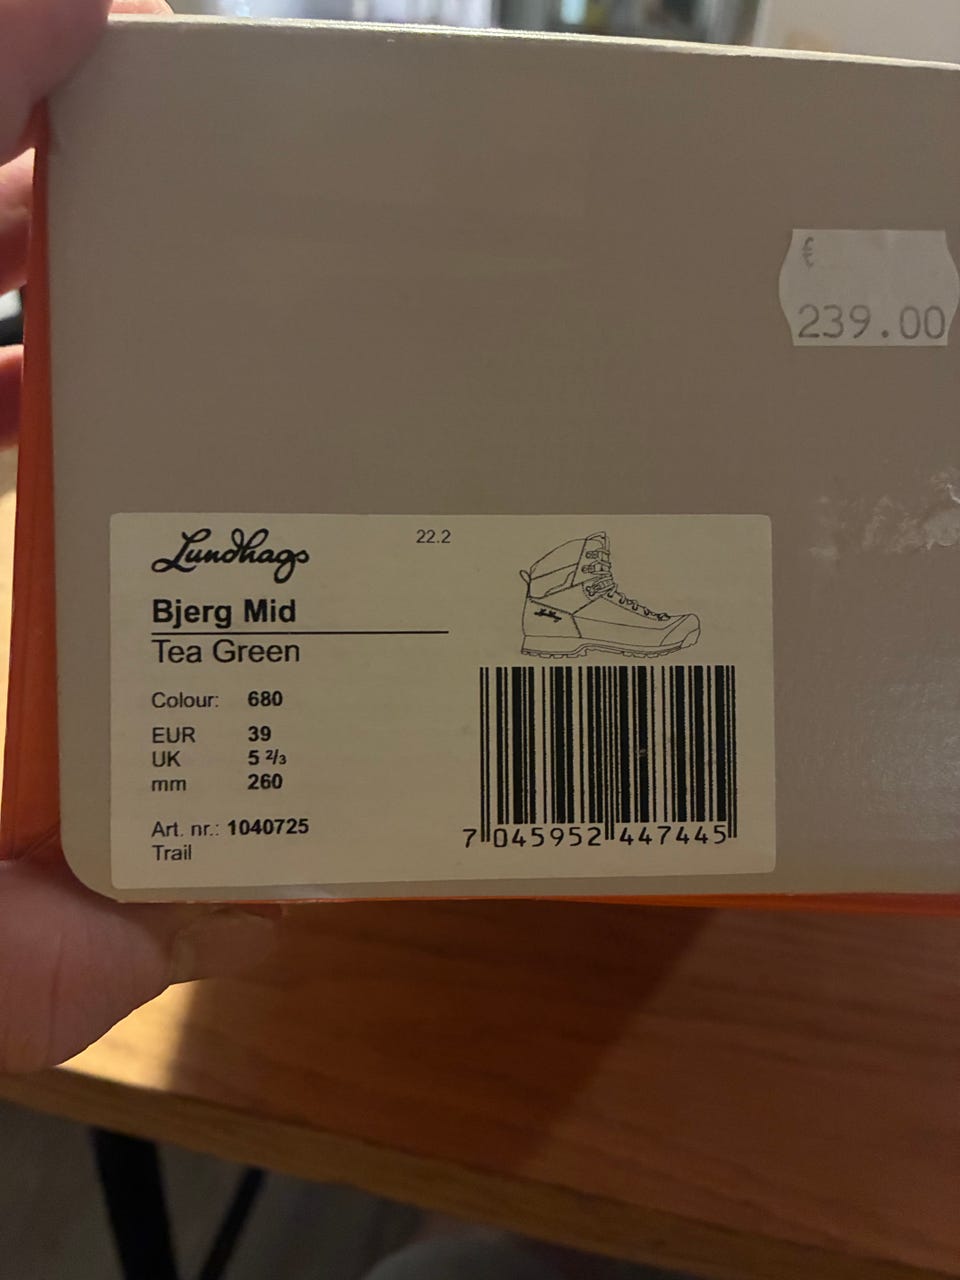 €
239.00
Lundhags
22.2
Bjerg Mid
Tea Green
Colour: 680
EUR 39
UK 5 2/3
mm 260
Art. nr.: 1040725
Trail
7 045952 447445